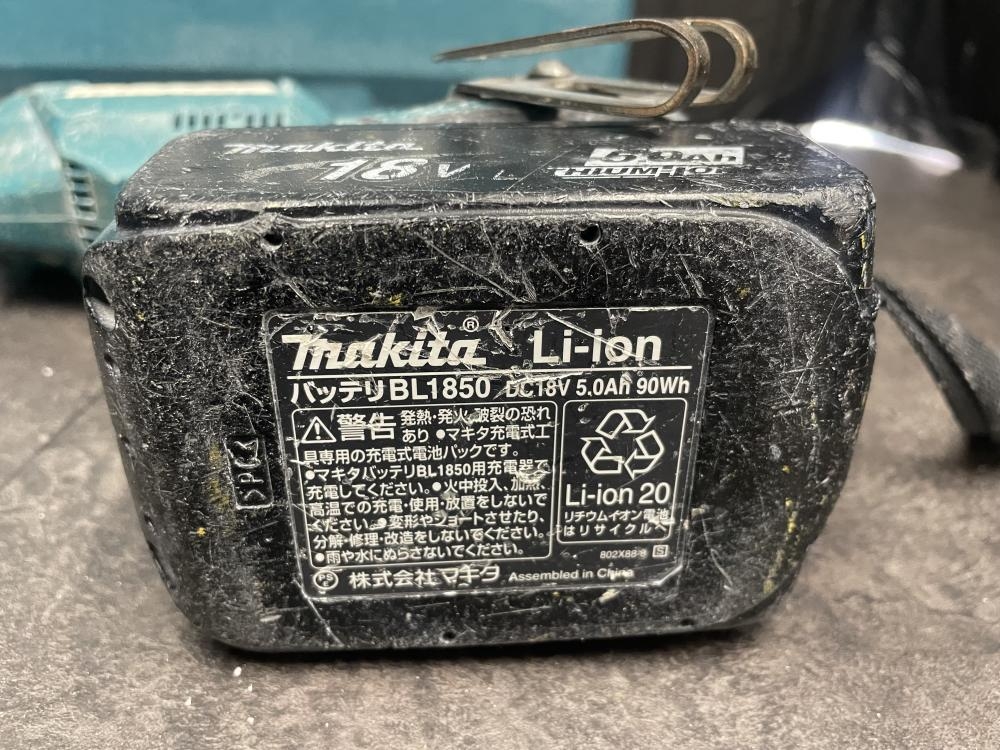 makita
18V
makita® Li-ion
バッテリBL1850 DC18V 5.0Ah 90Wh
警告 発熱・発火、破裂の恐れ
あり ●マキタ充電式工
具専用の充電式電池パックです。
●マキタバッテリBL1850用充電器で
充電してください。●火中投入、加熱、
高温での充電・使用・放置をしないで
ください。●変形やショートさせたり、
分解・修理・改造をしないでください。
●雨や水にぬらさないでください。
Li-ion 20
リチウムイオン電池
はリサイクルへ
802X88-8 S
PSE 株式会社 マキタ Assembled in China
>PC<